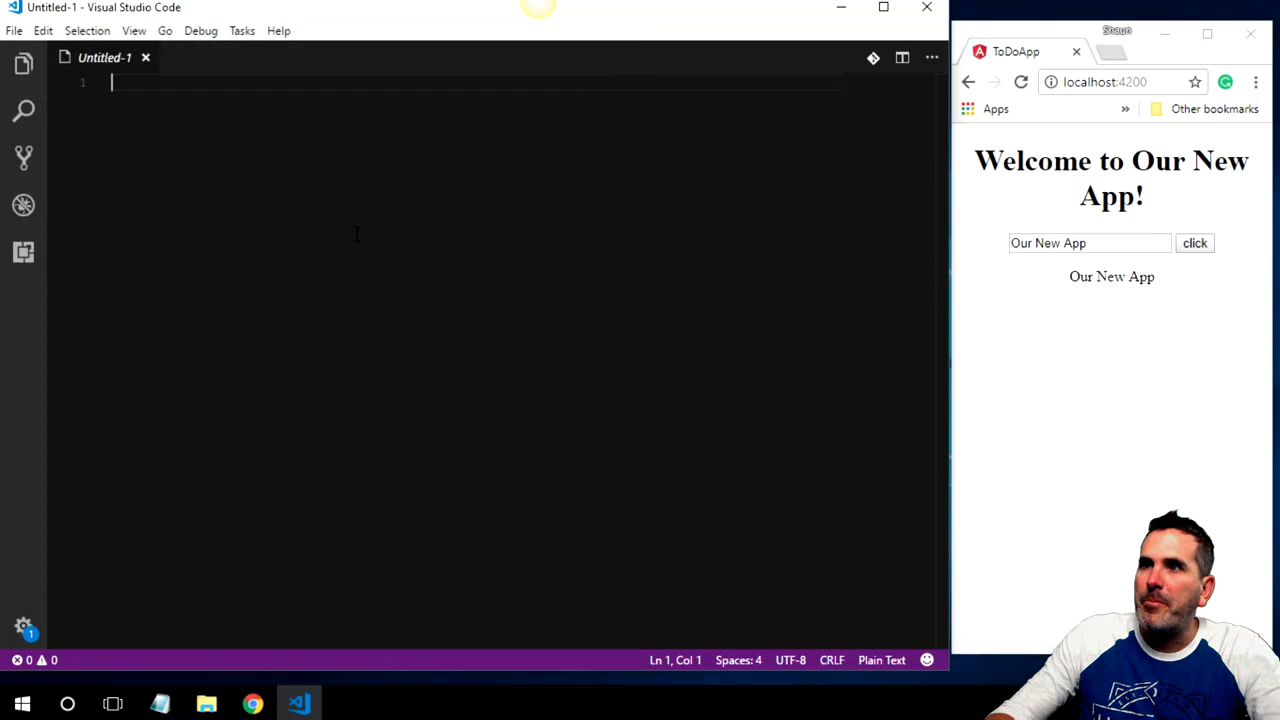 Untitled-1 - Visual Studio Code
File Edit Selection View Go Debug Tasks Help
Untitled-1
1
1
0 0
Ln 1, Col 1 Spaces: 4 UTF-8 CRLF Plain Text
Shaun
ToDoApp
localhost:4200
Apps » Other bookmarks
Welcome to Our New
App!
Our New App click
Our New App